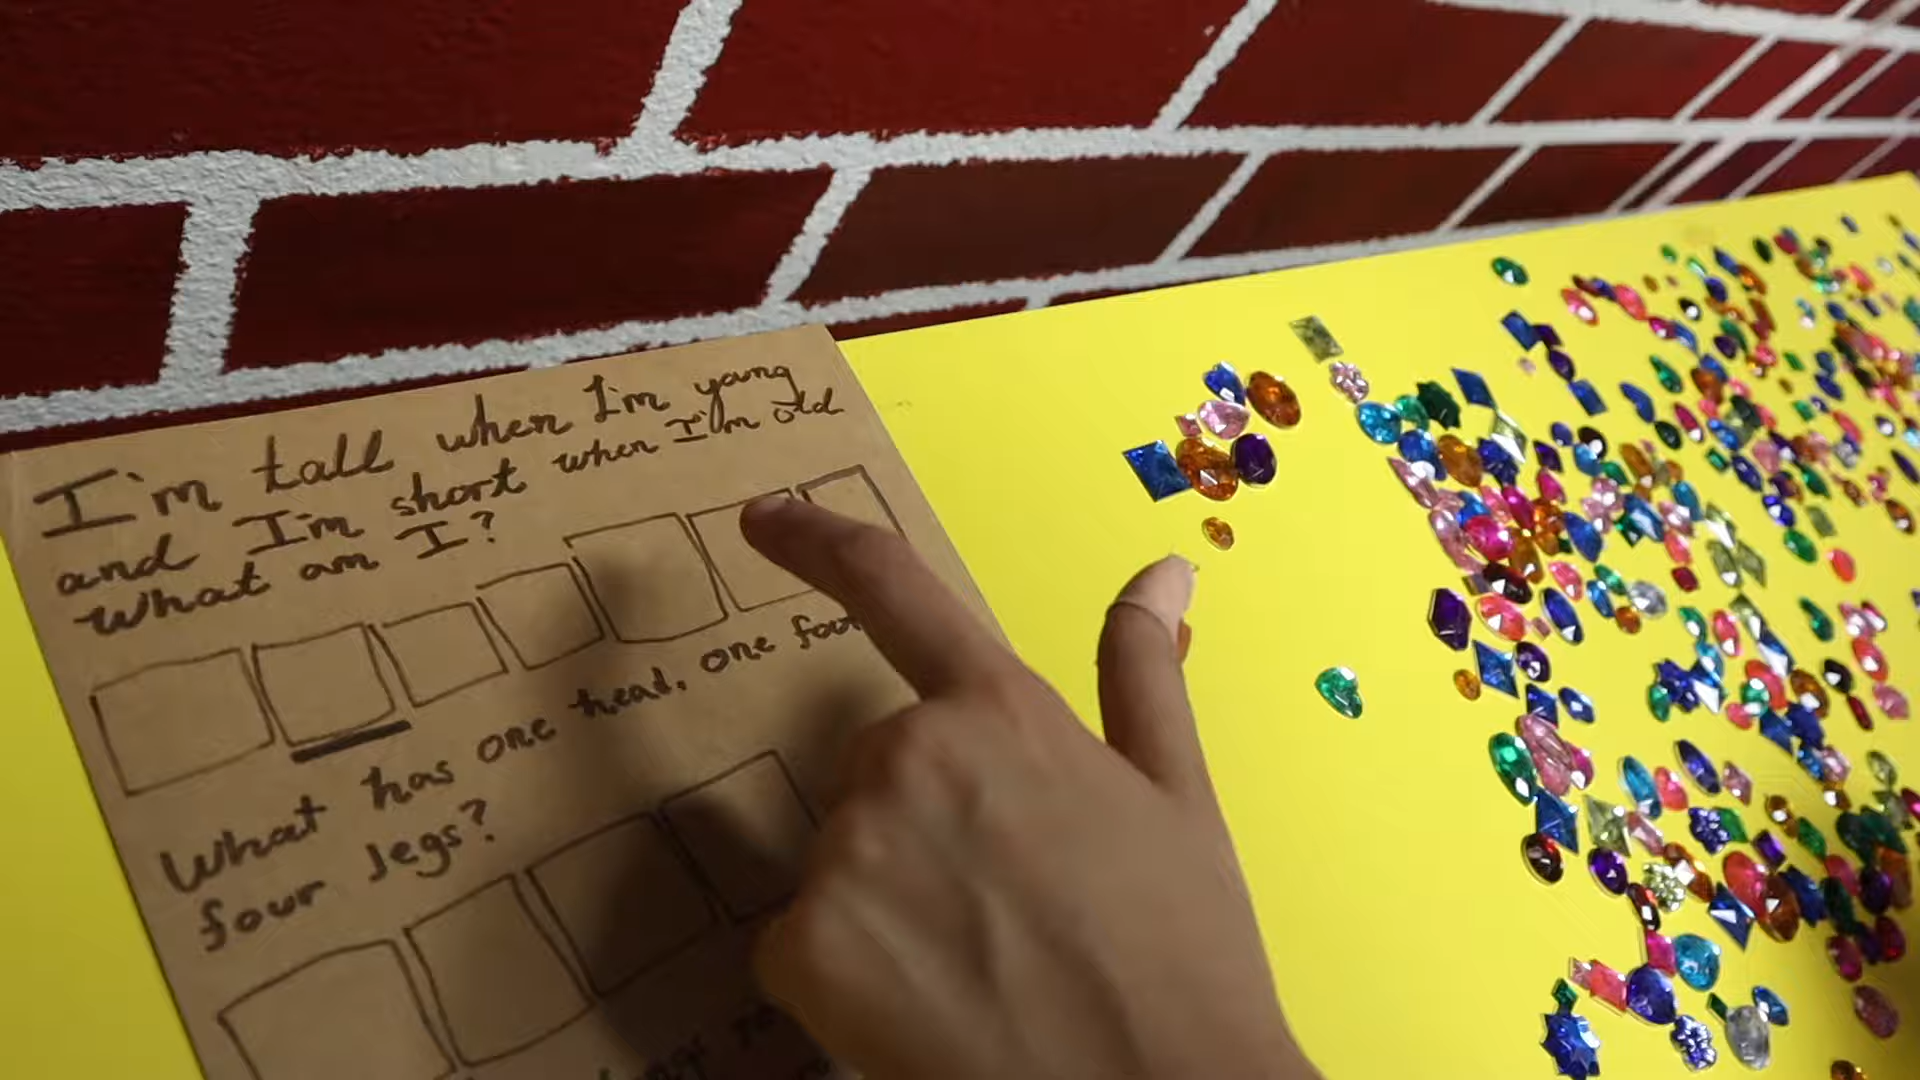 I'm tall when I'm young
and I'm short when I'm old
What am I?
What has one head, one foot
four legs?